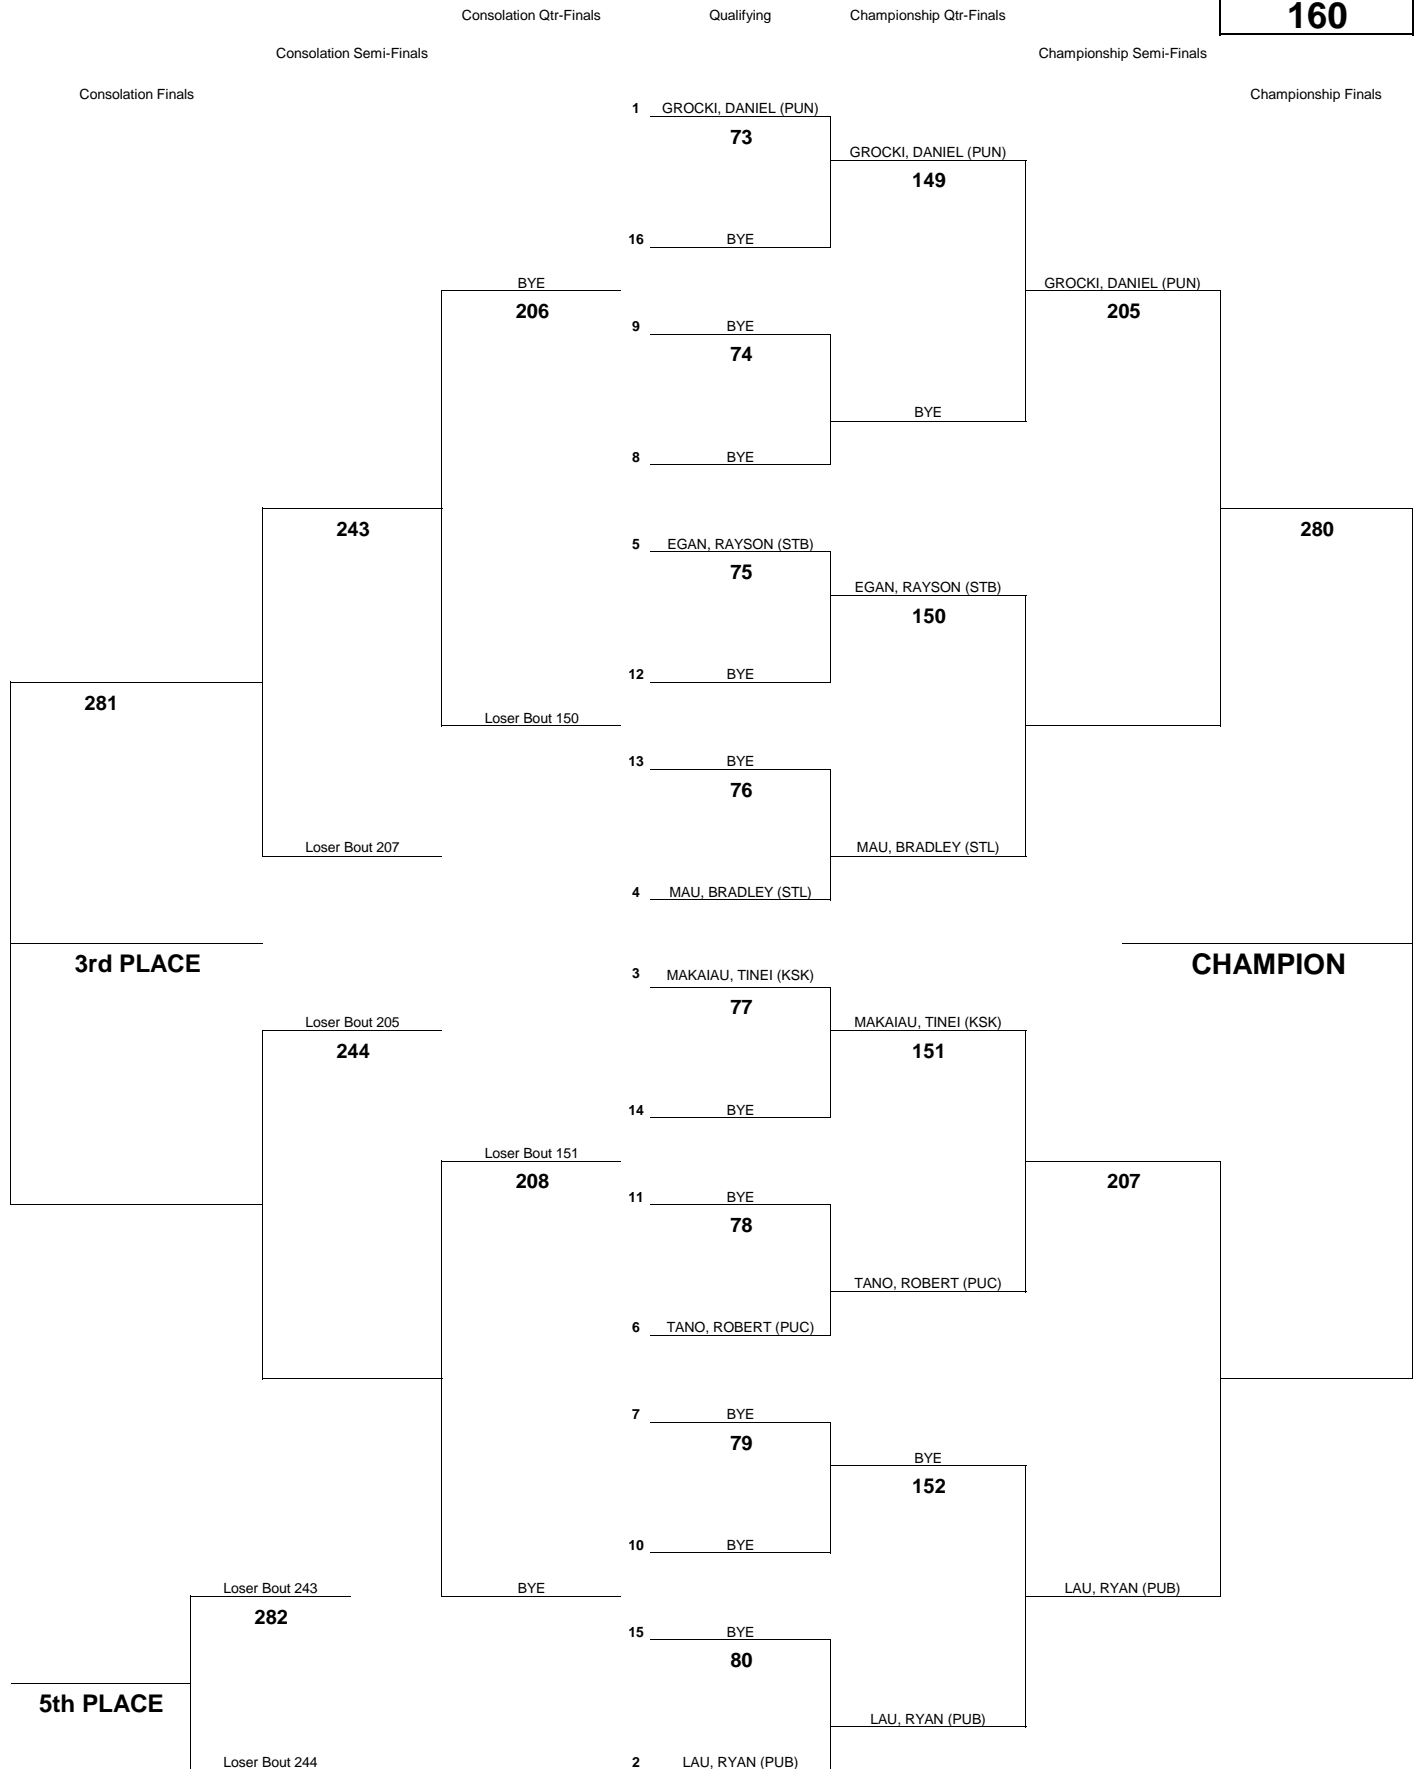 Consolation Qtr-Finals Qualifying Championship Qtr-Finals 160
Consolation Semi-Finals Championship Semi-Finals
Consolation Finals Championship Finals
1 GROCKI, DANIEL (PUN)
73
GROCKI, DANIEL (PUN)
149
16 BYE
BYE GROCKI, DANIEL (PUN)
206 205
9 BYE
74
BYE
8 BYE
243 280
5 EGAN, RAYSON (STB)
75
EGAN, RAYSON (STB)
150
12 BYE
281
Loser Bout 150
13 BYE
76
Loser Bout 207 MAU, BRADLEY (STL)
4 MAU, BRADLEY (STL)
3rd PLACE CHAMPION
3 MAKAIAU, TINEI (KSK)
77
Loser Bout 205 MAKAIAU, TINEI (KSK)
244 151
14 BYE
Loser Bout 151
208 207
11 BYE
78
TANO, ROBERT (PUC)
6 TANO, ROBERT (PUC)
7 BYE
79
BYE
152
10 BYE
Loser Bout 243 BYE LAU, RYAN (PUB)
282
15 BYE
80
5th PLACE
LAU, RYAN (PUB)
Loser Bout 244 2 LAU, RYAN (PUB)